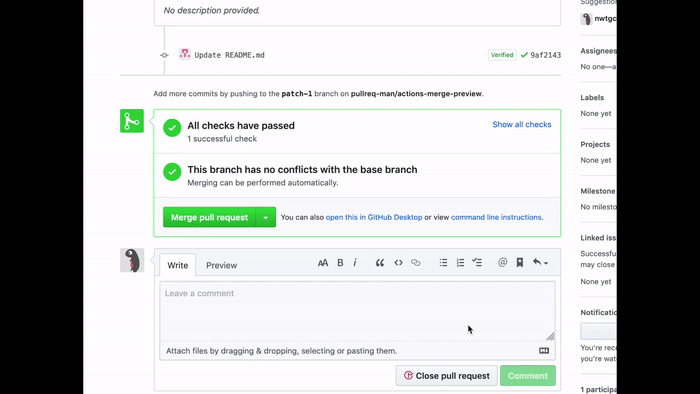 No description provided.
Suggestio
nwtgc
Update README.md
Verified
9af2143
Assignees
No one—a
Add more commits by pushing to the patch-1 branch on pullreq-man/actions-merge-preview.
Labels
None yet
All checks have passed
1 successful check
Show all checks
Projects
None yet
This branch has no conflicts with the base branch
Merging can be performed automatically.
Milestone
No milesto
Merge pull request
You can also open this in GitHub Desktop or view command line instructions.
Linked iss
Successfu
may close
None yet
Write
Preview
AA B i
Leave a comment
Notificatio
Attach files by dragging & dropping, selecting or pasting them.
You're rece
you're wat
Close pull request
Comment
1 participa